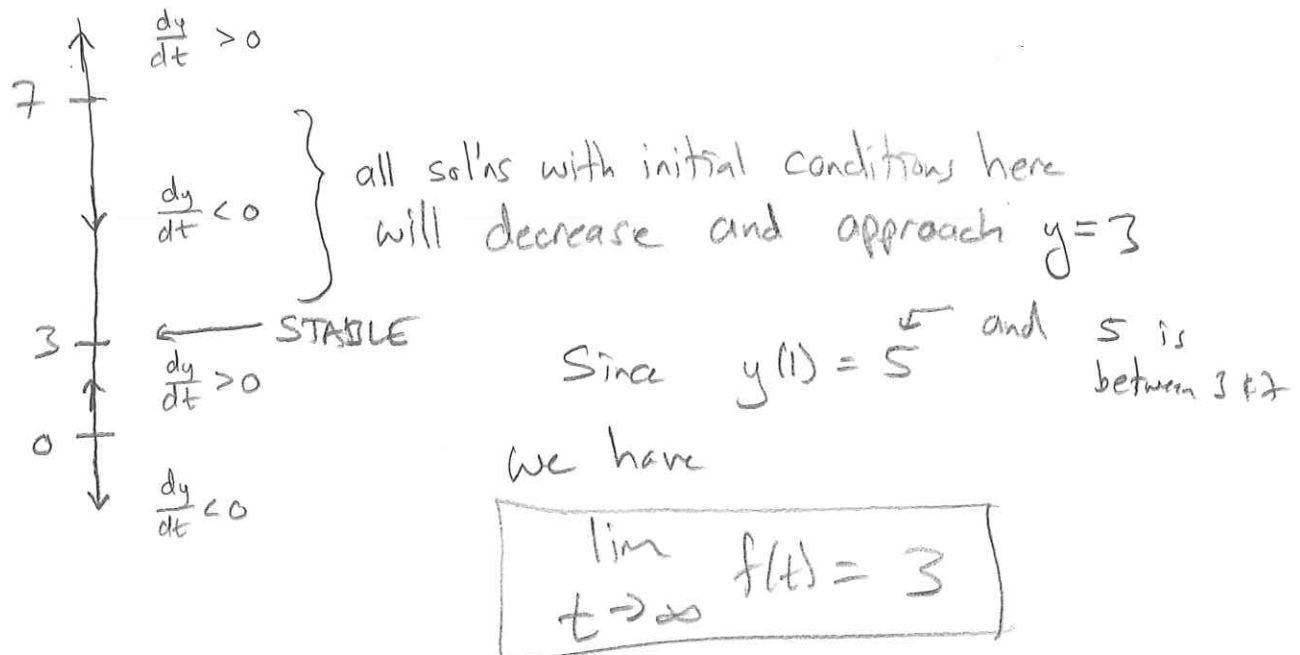 dy/dt > 0
7
all sol'ns with initial conditions here
dy/dt < 0
will decrease and approach y=3
3
STABLE
dy/dt > 0
Since y(1) = 5 and 5 is
between 3 & 7
0
we have
dy/dt < 0
lim t→∞ f(t) = 3